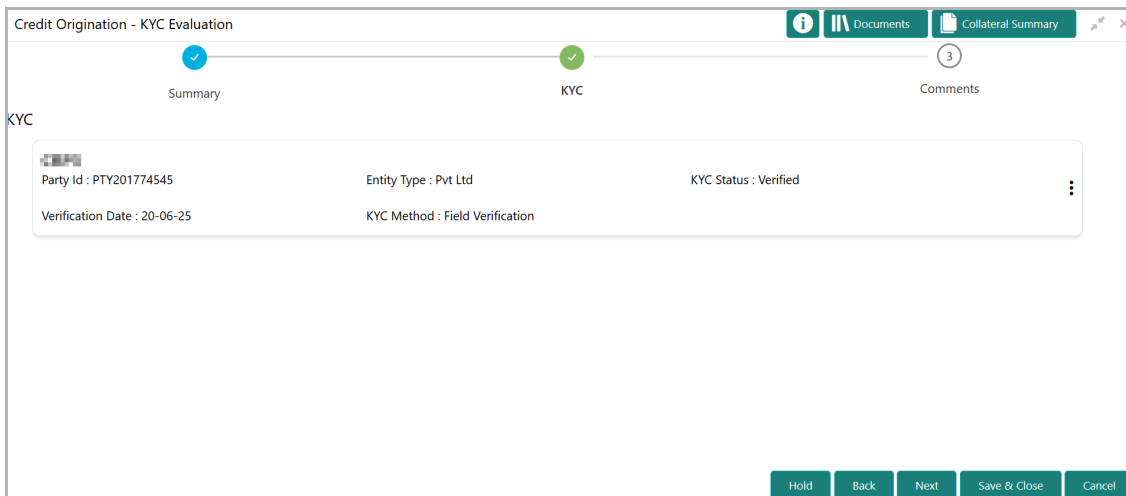 Credit Origination - KYC Evaluation
Documents
Collateral Summary
3
Summary
KYC
Comments
KYC
Party Id : PTY201774545
Entity Type : Pvt Ltd
KYC Status : Verified
Verification Date : 20-06-25
KYC Method : Field Verification
Hold
Back
Next
Save & Close
Cancel